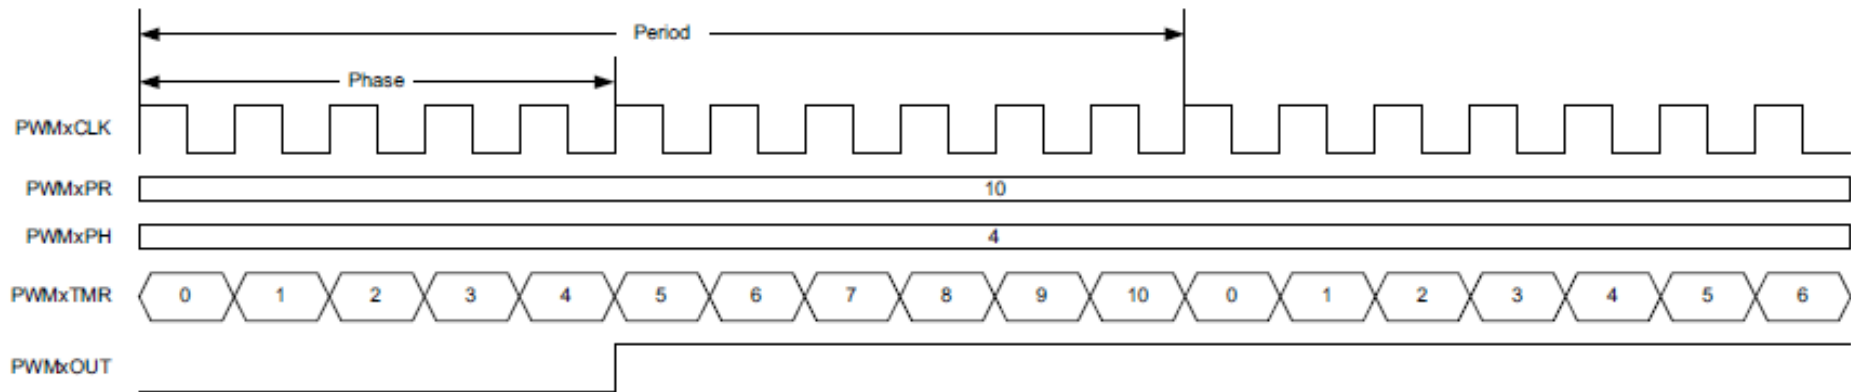 Period
Phase
PWMxCLK
PWMxPR 10
PWMxPH 4
PWMxTMR 0 1 2 3 4 5 6 7 8 9 10 0 1 2 3 4 5 6
PWMxOUT